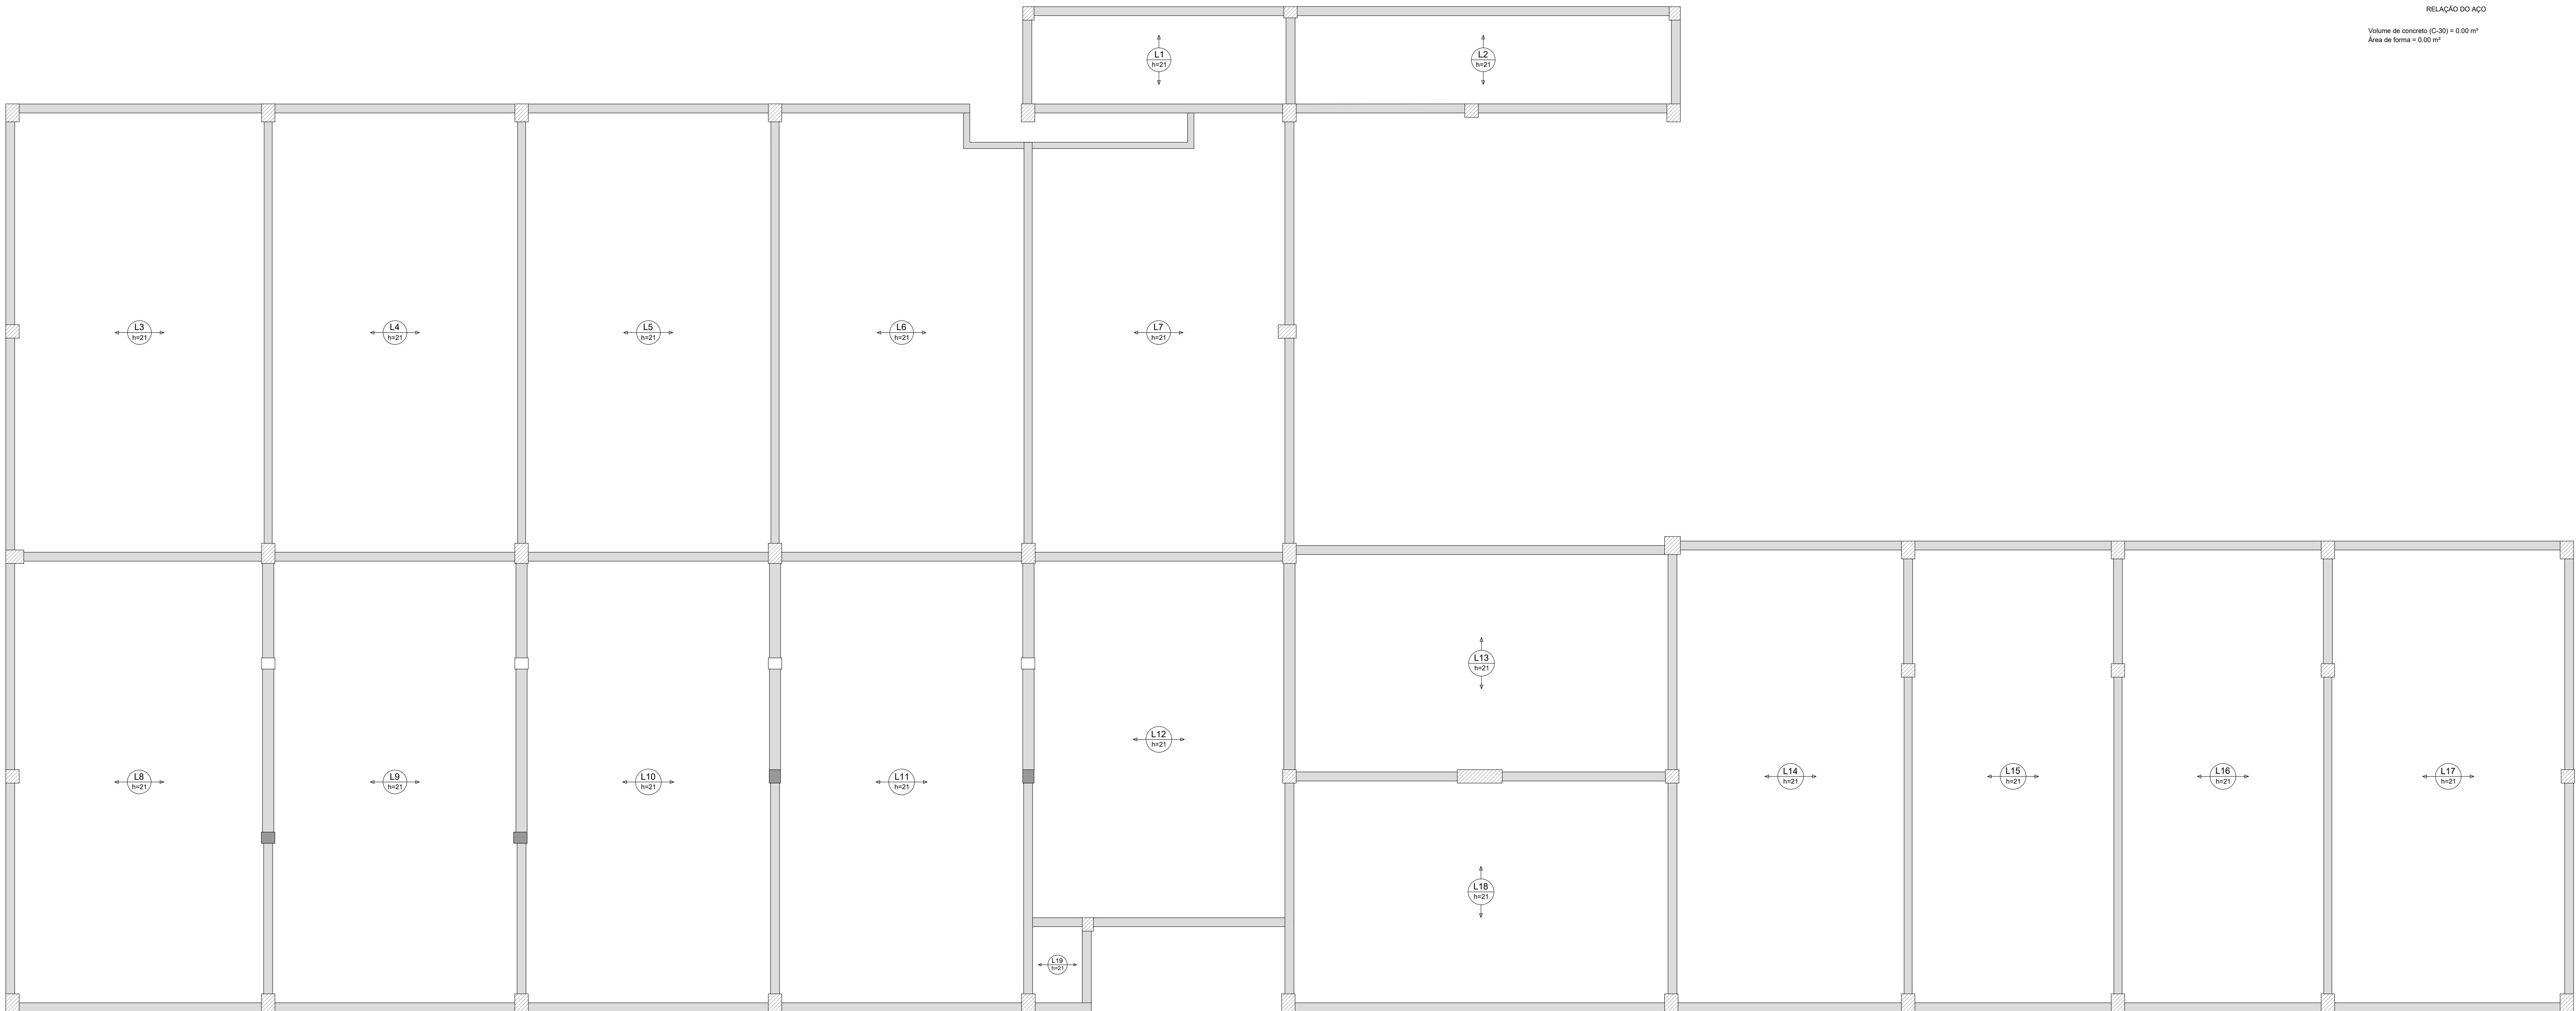 RELAÇÃO DO AÇO
Volume de concreto (C-30) = 0.00 m³
Área de forma = 0.00 m²
L1
h=21
L2
h=21
L3
h=21
L4
h=21
L5
h=21
L6
h=21
L7
h=21
L8
h=21
L9
h=21
L10
h=21
L11
h=21
L12
h=21
L13
h=21
L14
h=21
L15
h=21
L16
h=21
L17
h=21
L18
h=21
L19
h=21